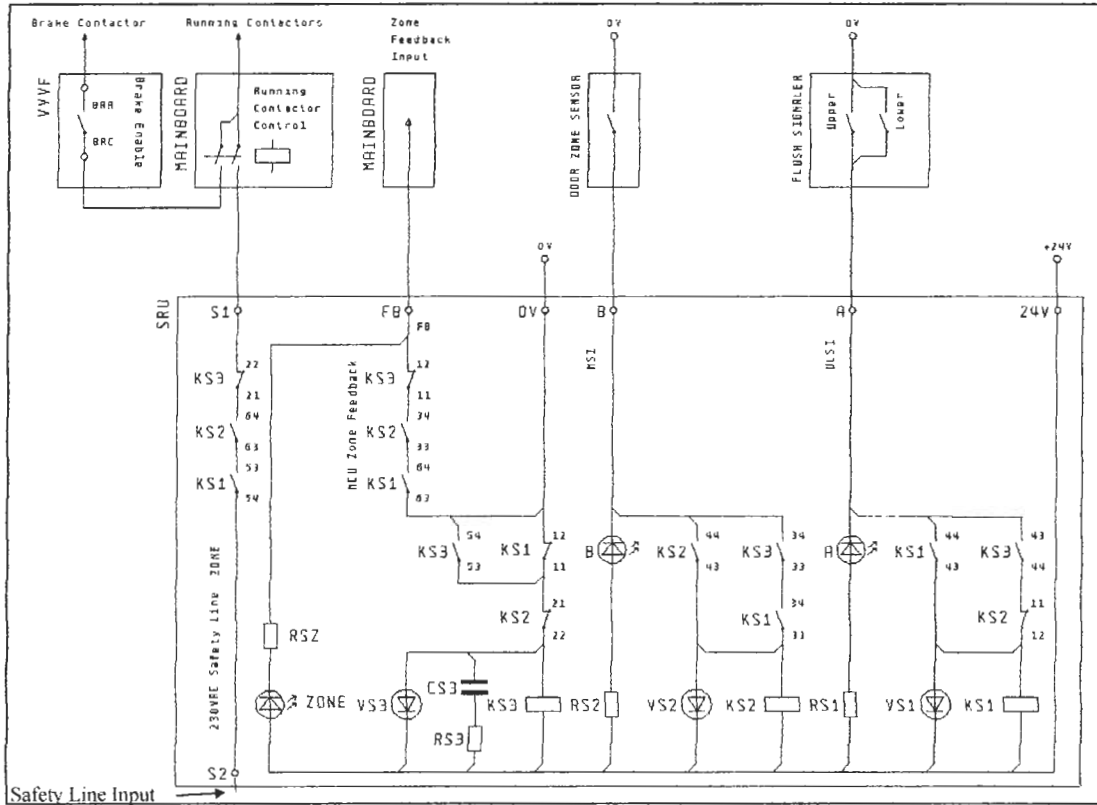 Brake Contactor
Running Contactors
Zone
Feedback
Input
0V
0V
VVVF
BRA
BRC
Brake Enable
MAINBOARD
Running
Contactor
Control
MAINBOARD
DOOR ZONE SENSOR
FLUSH SIGNALER
Upper
Lower
0V
+24V
SRU
S1
FB
0V
B
A
24V
FB
MSZ
ULSI
KS3
22
21
KS2
64
63
KS1
53
54
MCU Zone Feedback
KS3
12
11
KS2
34
33
KS1
64
63
KS3
54
53
KS1
12
11
KS2
21
22
B
KS2
44
43
KS3
34
33
KS1
34
33
A
KS1
44
43
KS3
43
44
KS2
11
12
230VAC Safety Line ZONE
RSZ
ZONE
VS3
CS3
RS3
KS3
RS2
VS2
KS2
RS1
VS1
KS1
S2
Safety Line Input